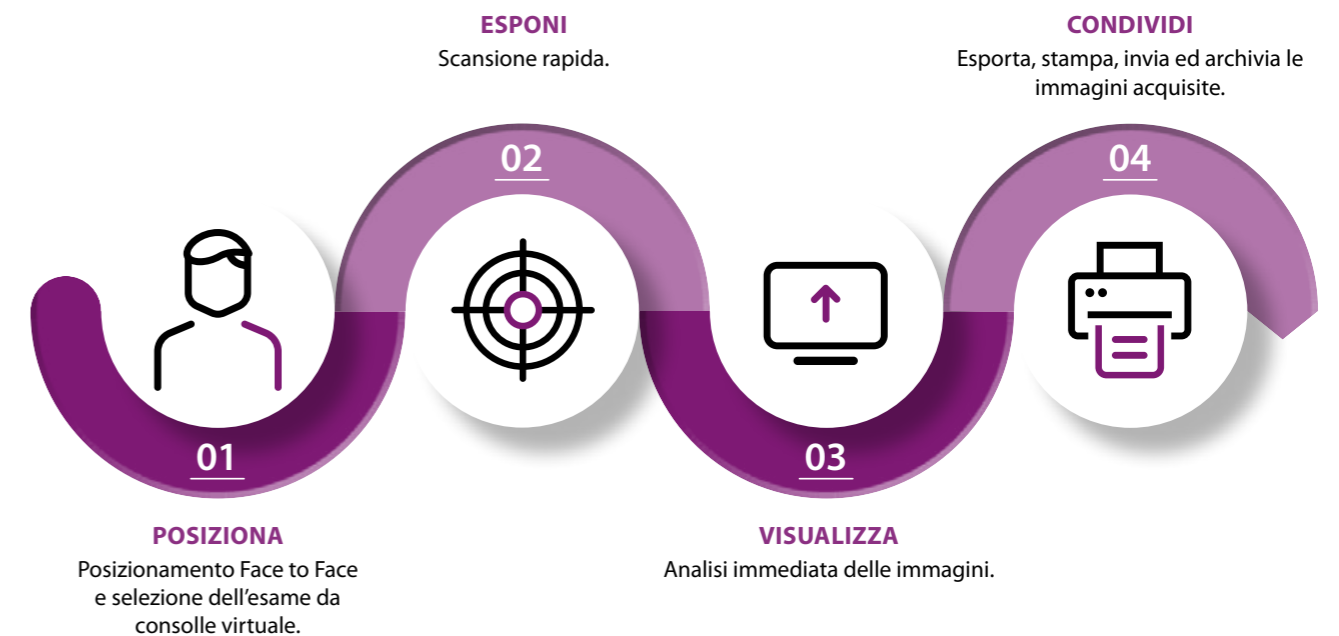 01
POSIZIONA
Posizionamento Face to Face
e selezione dell'esame da
consolle virtuale.
ESPONI
Scansione rapida.
02
03
VISUALIZZA
Analisi immediata delle immagini.
CONDIVIDI
Esporta, stampa, invia ed archivia le
immagini acquisite.
04